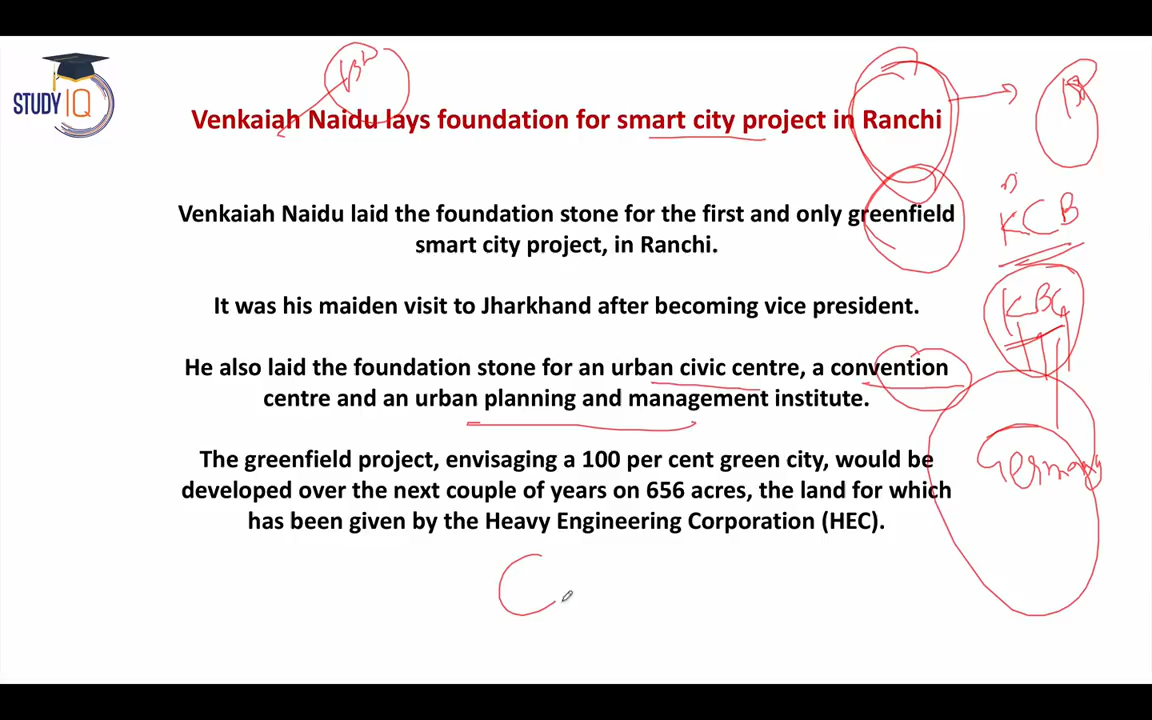 STUDY IQ
Venkaiah Naidu lays foundation for smart city project in Ranchi
Venkaiah Naidu laid the foundation stone for the first and only greenfield
smart city project, in Ranchi.
It was his maiden visit to Jharkhand after becoming vice president.
He also laid the foundation stone for an urban civic centre, a convention
centre and an urban planning and management institute.
The greenfield project, envisaging a 100 per cent green city, would be
developed over the next couple of years on 656 acres, the land for which
has been given by the Heavy Engineering Corporation (HEC).
KCB
KBC
Germany